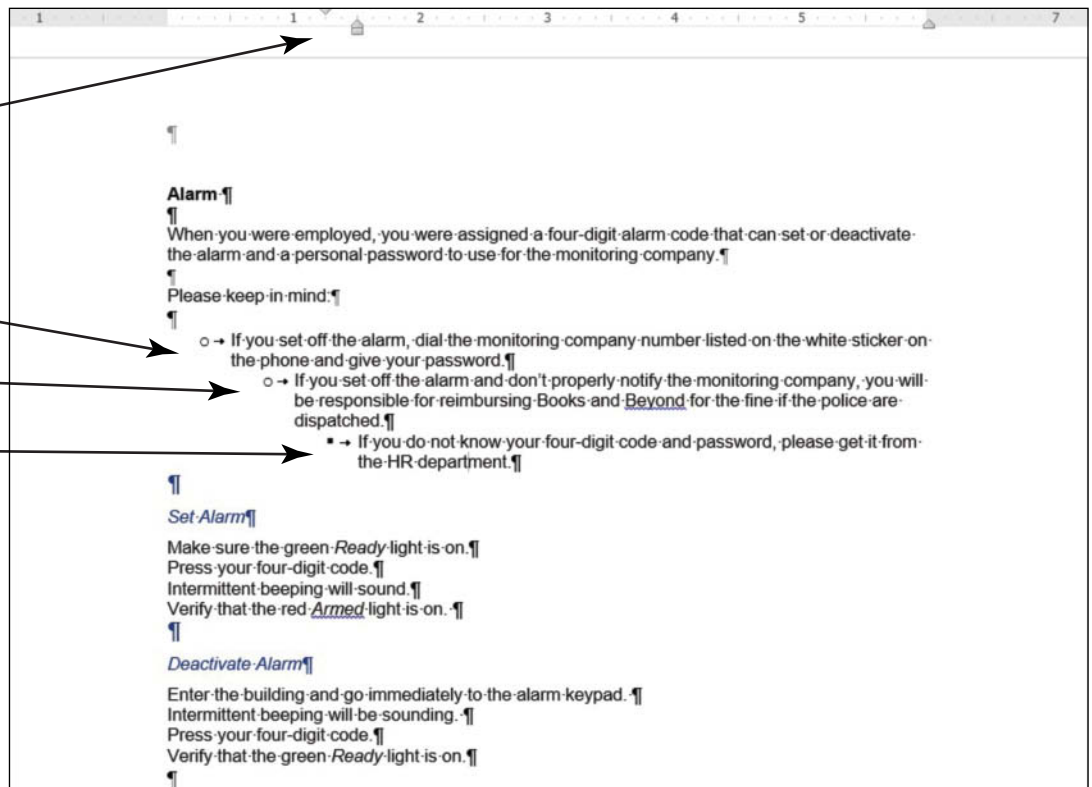 1 1 2 3 4 5 7
¶
Alarm·¶
¶
When·you·were·employed,·you·were·assigned·a·four-digit·alarm·code·that·can·set·or·deactivate·
the·alarm·and·a·personal·password·to·use·for·the·monitoring·company.¶
¶
Please·keep·in·mind:¶
¶
○→If·you·set·off·the·alarm,·dial·the·monitoring·company·number·listed·on·the·white·sticker·on·
the·phone·and·give·your·password.¶
○→If·you·set·off·the·alarm·and·don't·properly·notify·the·monitoring·company,·you·will·
be·responsible·for·reimbursing·Books·and·Beyond·for·the·fine·if·the·police·are·
dispatched.¶
▪→If·you·do·not·know·your·four-digit·code·and·password,·please·get·it·from·
the·HR·department.¶
¶
Set·Alarm¶
Make·sure·the·green·Ready·light·is·on.¶
Press·your·four-digit·code.¶
Intermittent·beeping·will·sound.¶
Verify·that·the·red·Armed·light·is·on.·¶
¶
Deactivate·Alarm¶
Enter·the·building·and·go·immediately·to·the·alarm·keypad.·¶
Intermittent·beeping·will·be·sounding.·¶
Press·your·four-digit·code.¶
Verify·that·the·green·Ready·light·is·on.¶
¶